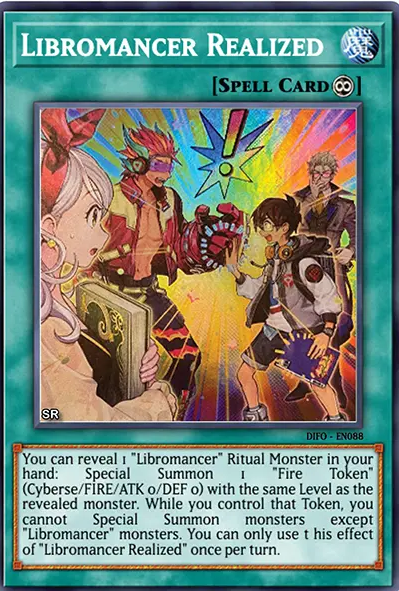 Libromancer Realized
[Spell Card
]
SR
DIFO - EN088
You can reveal 1 "Libromancer" Ritual Monster in your
hand: Special Summon 1 "Fire Token"
(Cyberse/FIRE/ATK 0/DEF 0) with the same Level as the
revealed monster. While you control that Token, you
cannot Special Summon monsters except
"Libromancer" monsters. You can only use t his effect
of "Libromancer Realized" once per turn.